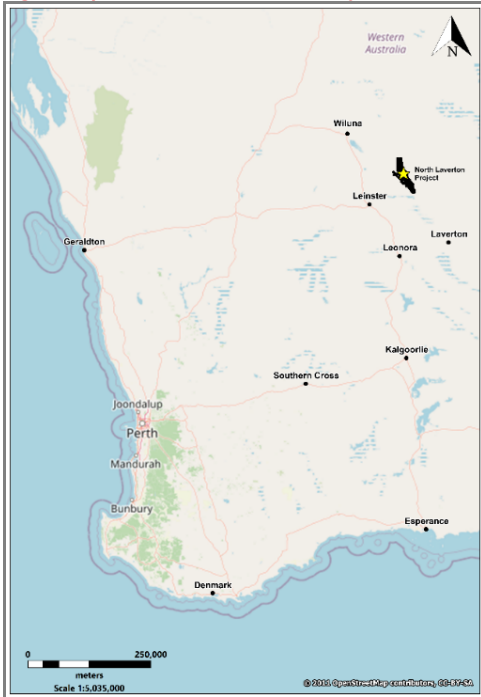 Western
Australia
N
Wiluna
North Laverton
Project
Leinster
Laverton
Geraldton
Leonora
Kalgoorlie
Southern Cross
Joondalup
Perth
Mandurah
Bunbury
Esperance
Denmark
0 250,000
meters
Scale 1:5,035,000
© 2011 OpenStreetMap contributors, CC-BY-SA